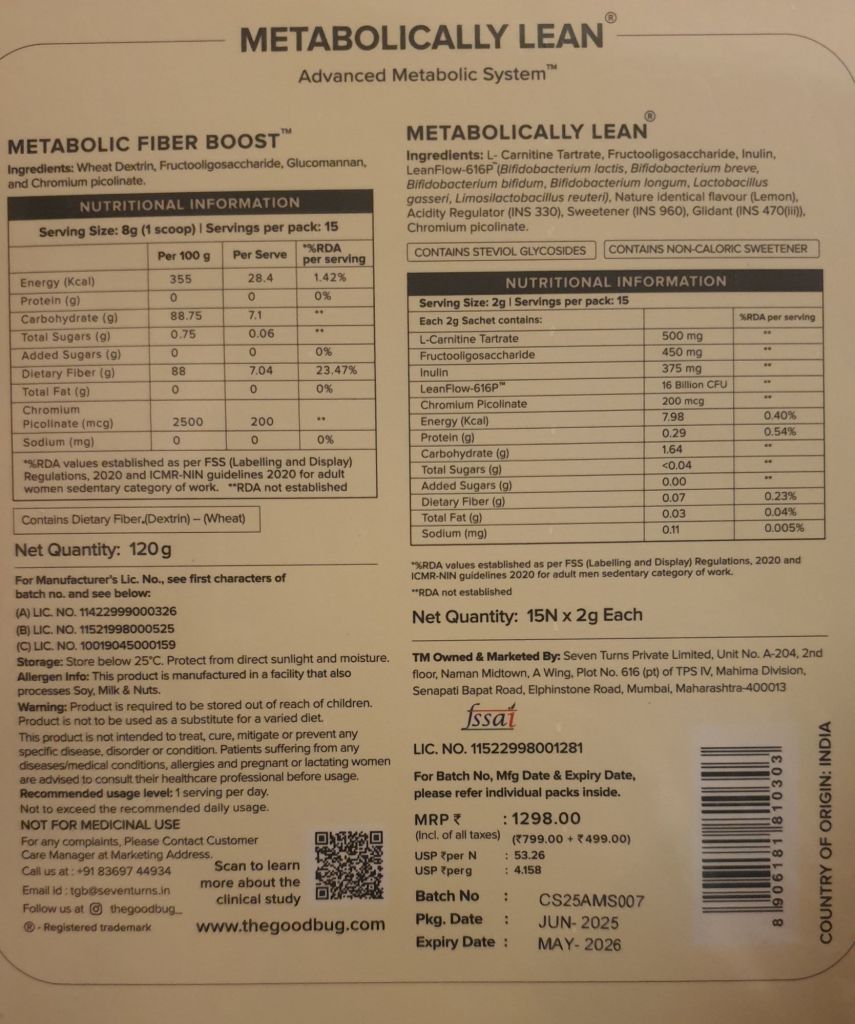 METABOLICALLY LEAN®
Advanced Metabolic System™
METABOLIC FIBER BOOST™
Ingredients: Wheat Dextrin, Fructooligosaccharide, Glucomannan,
and Chromium picolinate.
NUTRITIONAL INFORMATION
Serving Size: 8g (1 scoop) | Servings per pack: 15
Per 100 g Per Serve *%RDA per serving
Energy (Kcal) 355 28.4 1.42%
Protein (g) 0 0 0%
Carbohydrate (g) 88.75 7.1 **
Total Sugars (g) 0.75 0.06 **
Added Sugars (g) 0 0 0%
Dietary Fiber (g) 88 7.04 23.47%
Total Fat (g) 0 0 0%
Chromium
Picolinate (mcg) 2500 200 **
Sodium (mg) 0 0 0%
*%RDA values established as per FSS (Labelling and Display)
Regulations, 2020 and ICMR-NIN guidelines 2020 for adult
women sedentary category of work. **RDA not established
Contains Dietary Fiber,(Dextrin) – (Wheat)
Net Quantity: 120g
For Manufacturer's Lic. No., see first characters of
batch no. and see below:
(A) LIC. NO. 11422999000326
(B) LIC. NO. 11521998000525
(C) LIC. NO. 10019045000159
Storage: Store below 25°C. Protect from direct sunlight and moisture.
Allergen Info: This product is manufactured in a facility that also
processes Soy, Milk & Nuts.
Warning: Product is required to be stored out of reach of children.
Product is not to be used as a substitute for a varied diet.
This product is not intended to treat, cure, mitigate or prevent any
specific disease, disorder or condition. Patients suffering from any
diseases/medical conditions, allergies and pregnant or lactating women
are advised to consult their healthcare professional before usage.
Recommended usage level: 1 serving per day.
Not to exceed the recommended daily usage.
NOT FOR MEDICINAL USE
For any complaints, Please Contact Customer
Care Manager at Marketing Address.
Call us at : +91 83697 44934
Email id : tgb@seventurns.in
Follow us at thegoodbug_
® - Registered trademark
Scan to learn
more about the
clinical study
www.thegoodbug.com
METABOLICALLY LEAN®
Ingredients: L- Carnitine Tartrate, Fructooligosaccharide, Inulin,
LeanFlow-616P™(Bifidobacterium lactis, Bifidobacterium breve,
Bifidobacterium bifidum, Bifidobacterium longum, Lactobacillus
gasseri, Limosilactobacillus reuteri), Nature identical flavour (Lemon),
Acidity Regulator (INS 330), Sweetener (INS 960), Glidant (INS 470(iii)),
Chromium picolinate.
CONTAINS STEVIOL GLYCOSIDES CONTAINS NON-CALORIC SWEETENER
NUTRITIONAL INFORMATION
Serving Size: 2g | Servings per pack: 15
Each 2g Sachet contains: %RDA per serving
L-Carnitine Tartrate 500 mg **
Fructooligosaccharide 450 mg **
Inulin 375 mg **
LeanFlow-616P™ 16 Billion CFU **
Chromium Picolinate 200 mcg **
Energy (Kcal) 7.98 0.40%
Protein (g) 0.29 0.54%
Carbohydrate (g) 1.64 **
Total Sugars (g) <0.04 **
Added Sugars (g) 0.00 **
Dietary Fiber (g) 0.07 0.23%
Total Fat (g) 0.03 0.04%
Sodium (mg) 0.11 0.005%
*%RDA values established as per FSS (Labelling and Display) Regulations, 2020 and
ICMR-NIN guidelines 2020 for adult men sedentary category of work.
**RDA not established
Net Quantity: 15N x 2g Each
TM Owned & Marketed By: Seven Turns Private Limited, Unit No. A-204, 2nd
floor, Naman Midtown, A Wing, Plot No. 616 (pt) of TPS IV, Mahima Division,
Senapati Bapat Road, Elphinstone Road, Mumbai, Maharashtra-400013
fssai
LIC. NO. 11522998001281
For Batch No, Mfg Date & Expiry Date,
please refer individual packs inside.
MRP ₹ : 1298.00
(Incl. of all taxes) (₹799.00 + ₹499.00)
USP ₹per N : 53.26
USP ₹per g : 4.158
Batch No : CS25AMS007
Pkg. Date : JUN- 2025
Expiry Date : MAY- 2026
8 906181 810303
COUNTRY OF ORIGIN: INDIA